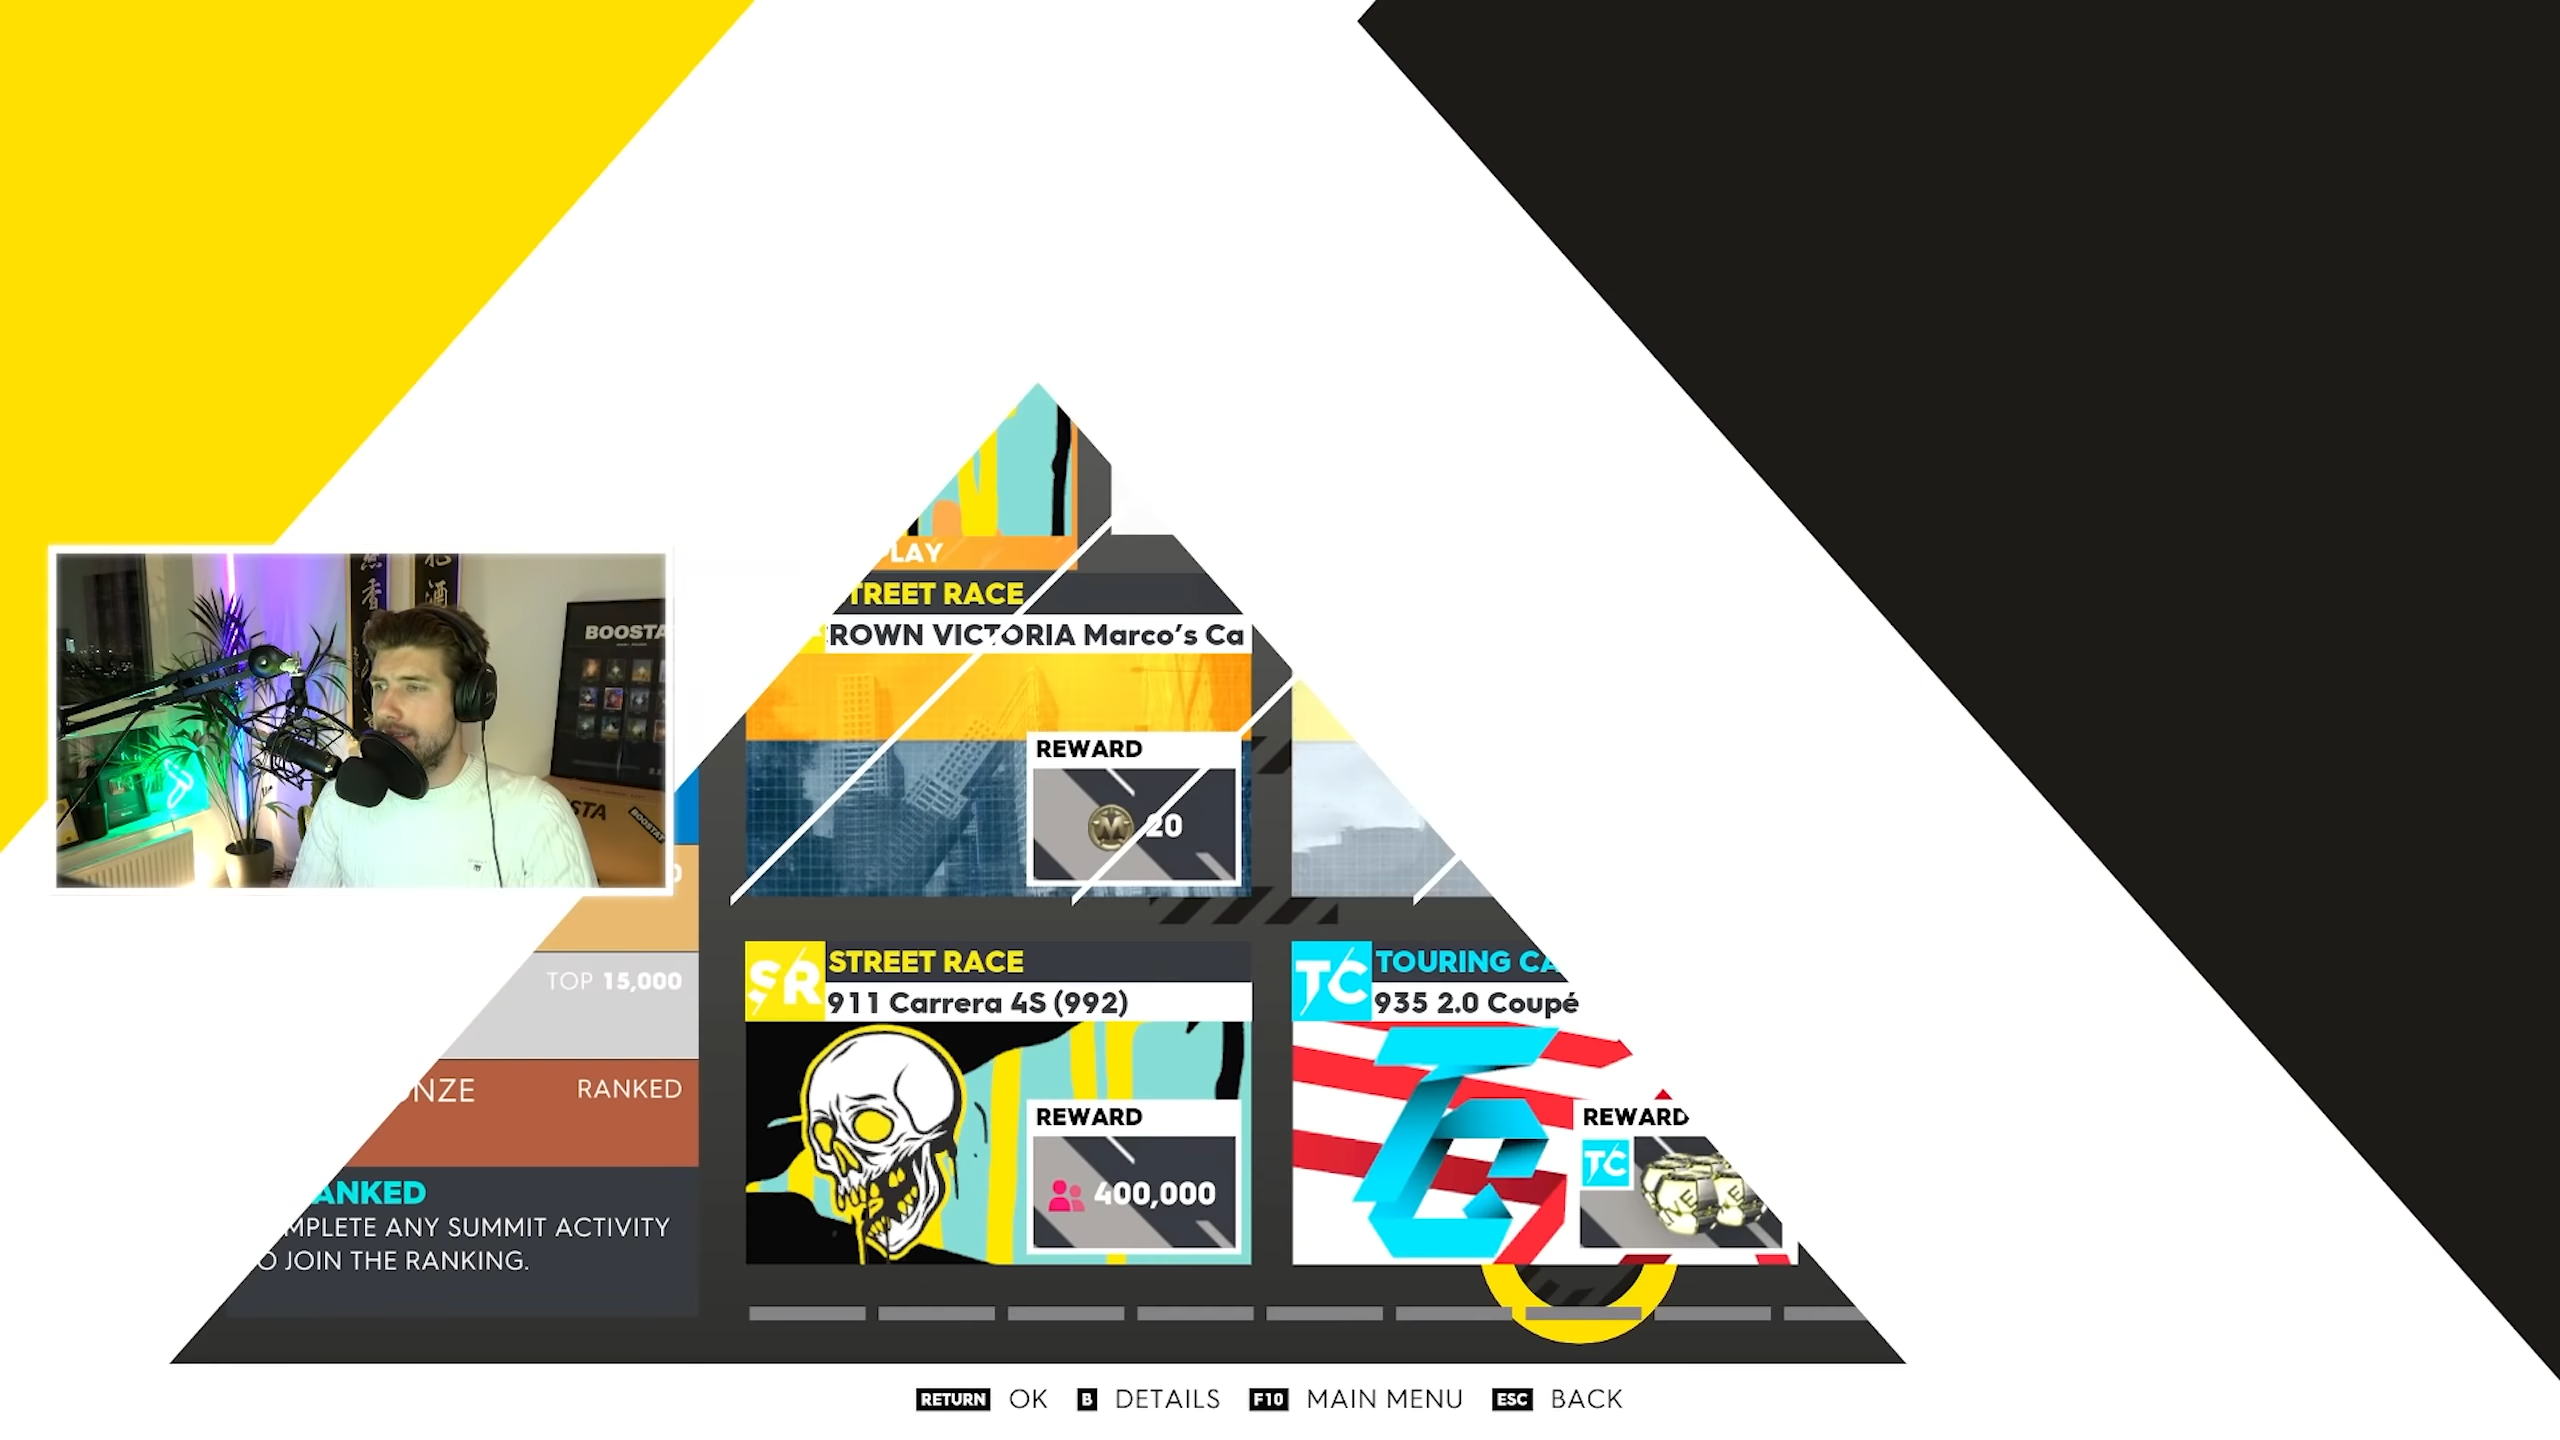 PLAY
TREET RACE
ROWN VICTORIA Marco's Ca
REWARD
20
BOOSTA
TOP 15,000
NZE RANKED
ANKED
MPLETE ANY SUMMIT ACTIVITY
O JOIN THE RANKING.
SR STREET RACE
911 Carrera 4S (992)
REWARD
400,000
TC TOURING CA
935 2.0 Coupé
TC
REWARD
TC
RETURN OK B DETAILS F10 MAIN MENU ESC BACK